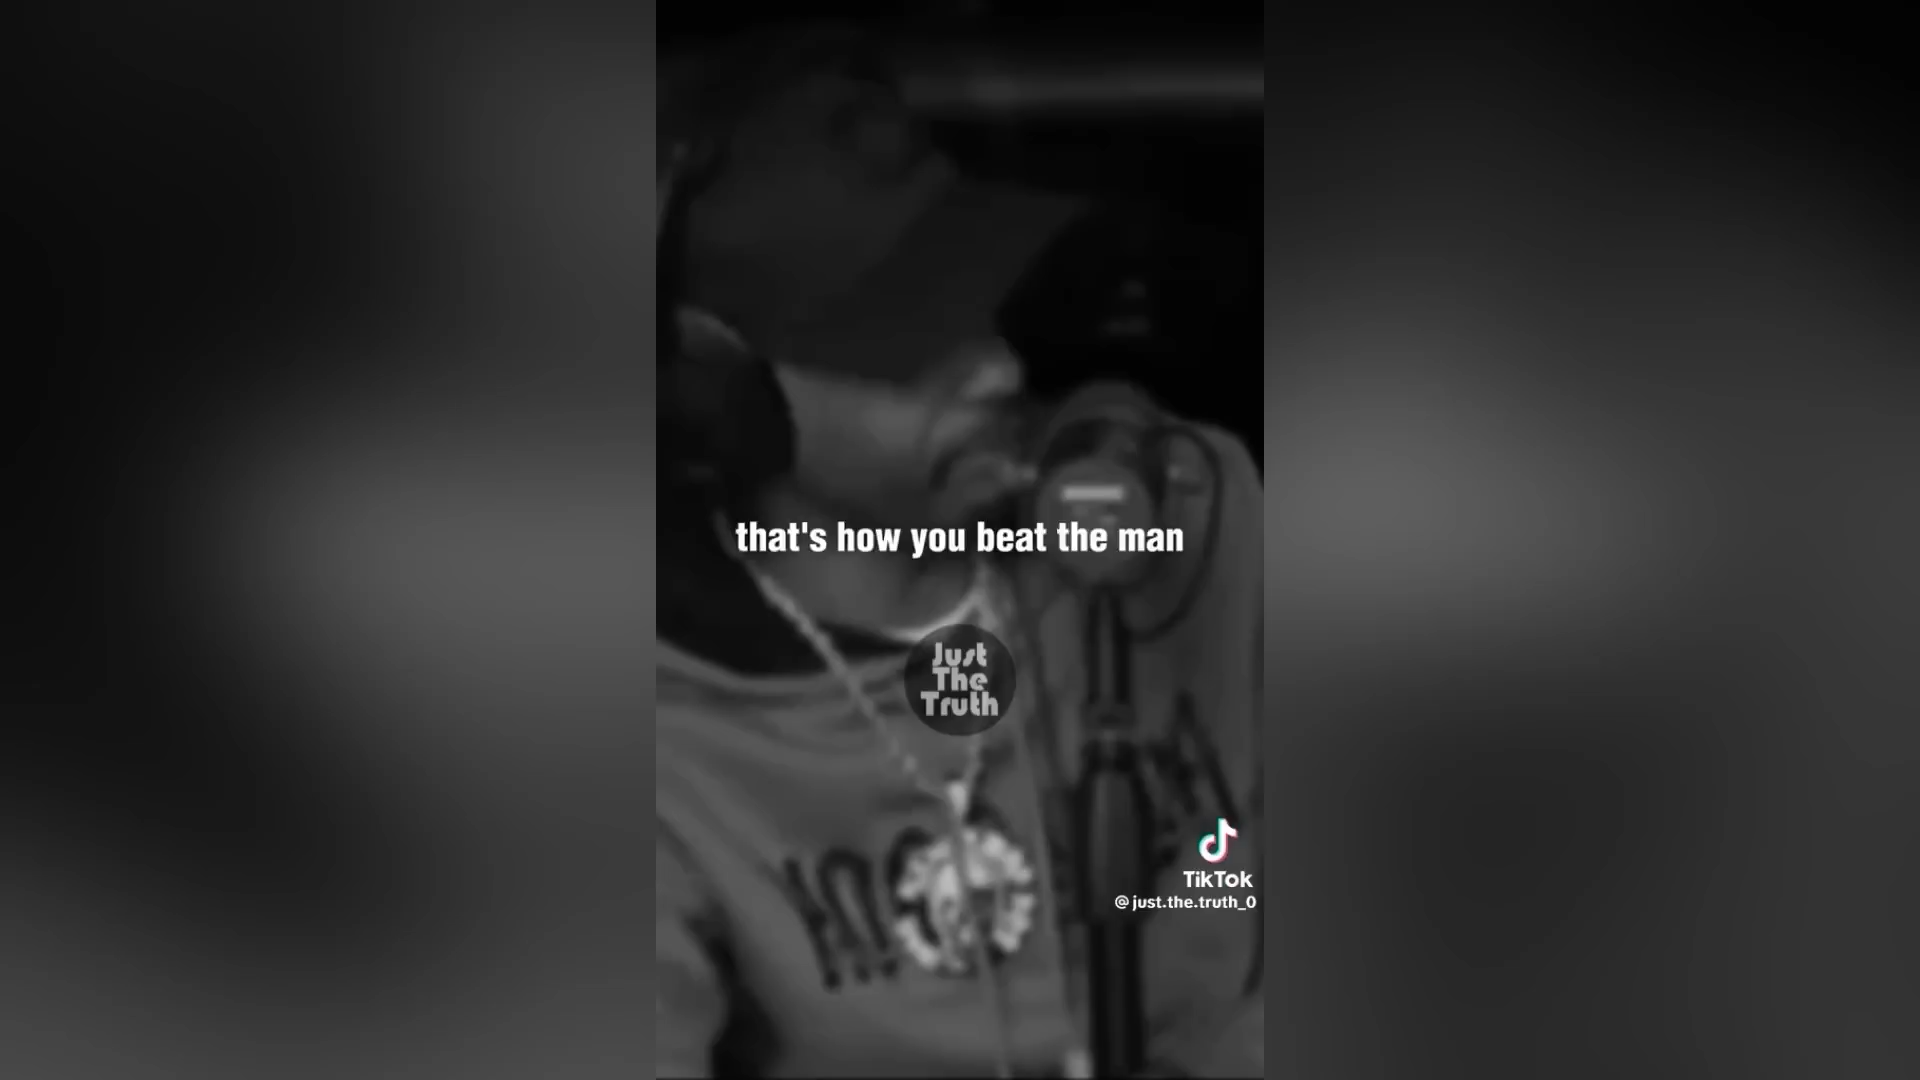 that's how you beat the man
Just
The
Truth
TikTok
@just.the.truth_0